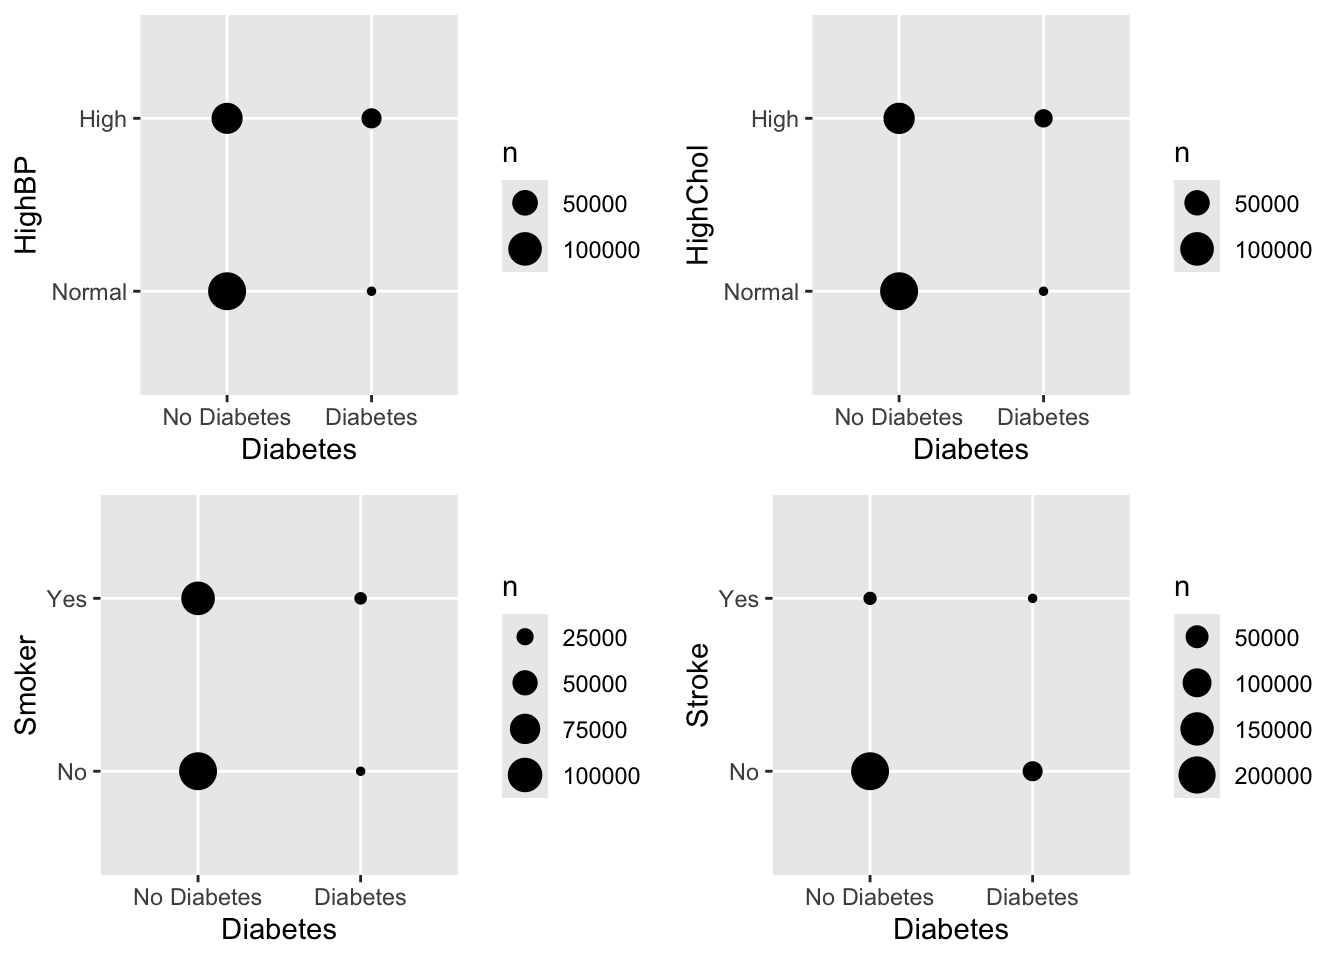 HighBP
High
Normal
No Diabetes Diabetes
Diabetes
n
50000
100000
HighChol
High
Normal
No Diabetes Diabetes
Diabetes
n
50000
100000
Smoker
Yes
No
No Diabetes Diabetes
Diabetes
n
25000
50000
75000
100000
Stroke
Yes
No
No Diabetes Diabetes
Diabetes
n
50000
100000
150000
200000